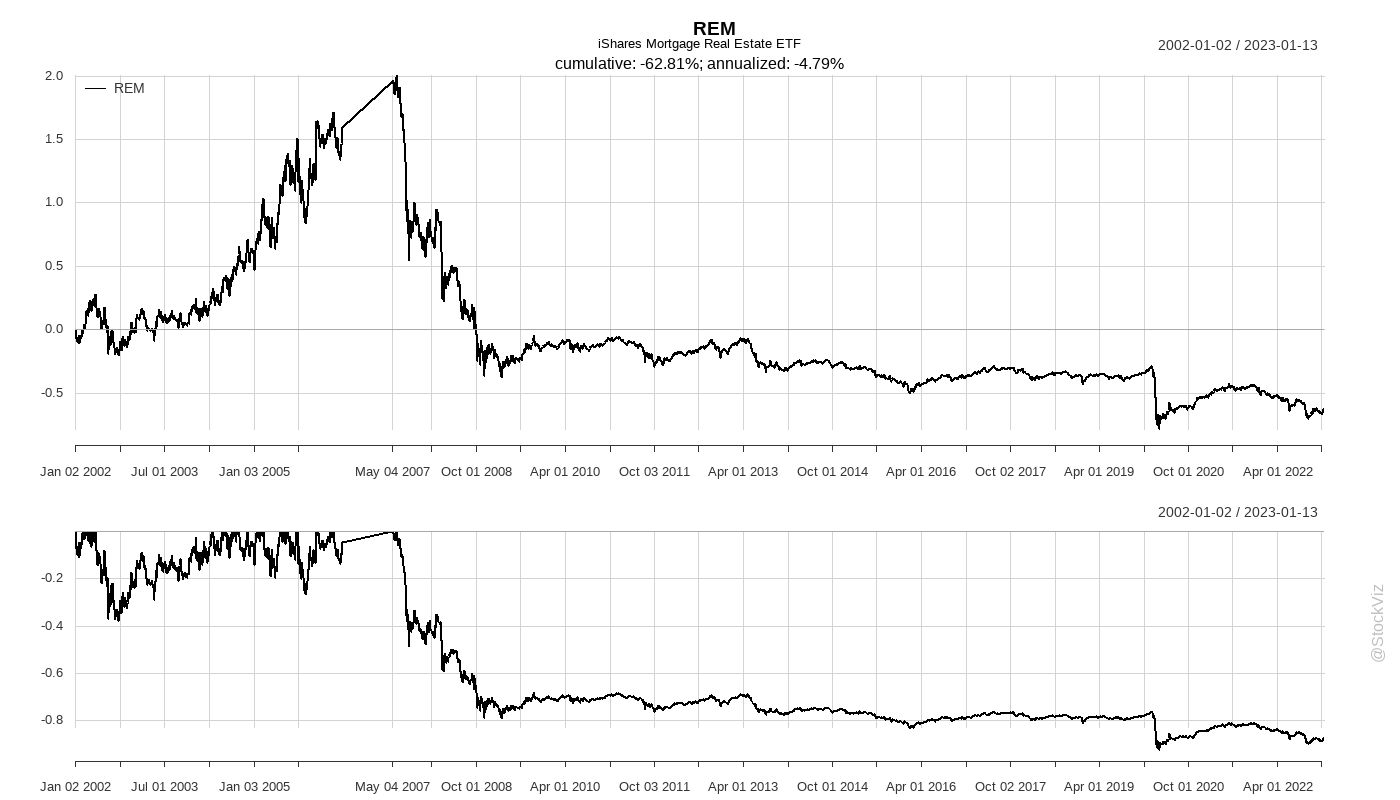 REM
iShares Mortgage Real Estate ETF
cumulative: -62.81%; annualized: -4.79%
2002-01-02 / 2023-01-13
REM
2.0
1.5
1.0
0.5
0.0
-0.5
Jan 02 2002 Jul 01 2003 Jan 03 2005 May 04 2007 Oct 01 2008 Apr 01 2010 Oct 03 2011 Apr 01 2013 Oct 01 2014 Apr 01 2016 Oct 02 2017 Apr 01 2019 Oct 01 2020 Apr 01 2022
2002-01-02 / 2023-01-13
-0.2
-0.4
-0.6
-0.8
Jan 02 2002 Jul 01 2003 Jan 03 2005 May 04 2007 Oct 01 2008 Apr 01 2010 Oct 03 2011 Apr 01 2013 Oct 01 2014 Apr 01 2016 Oct 02 2017 Apr 01 2019 Oct 01 2020 Apr 01 2022
@StockViz